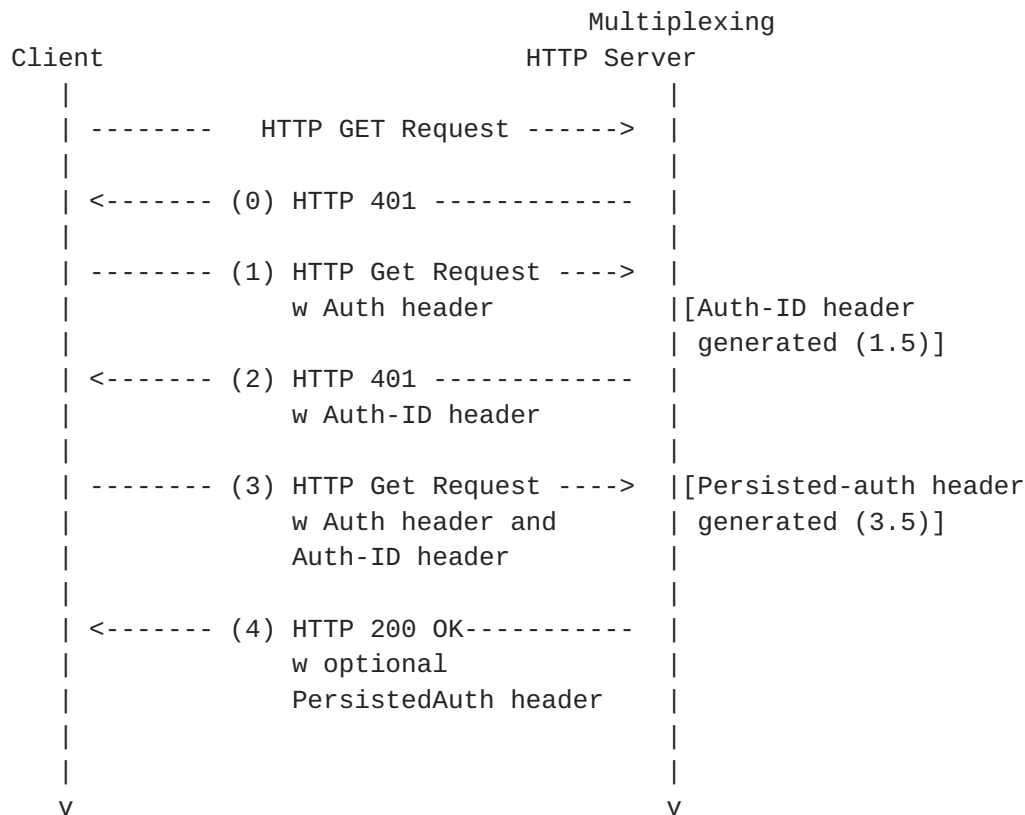 Multiplexing
Client HTTP Server
| |
| -------- HTTP GET Request ------> |
| |
| <------- (0) HTTP 401 ------------- |
| |
| -------- (1) HTTP Get Request ----> |
| w Auth header |[Auth-ID header
| | generated (1.5)]
| <------- (2) HTTP 401 ------------- |
| w Auth-ID header |
| |
| -------- (3) HTTP Get Request ----> |[Persisted-auth header
| w Auth header and | generated (3.5)]
| Auth-ID header |
| |
| <------- (4) HTTP 200 OK----------- |
| w optional |
| PersistedAuth header |
| |
| |
v v